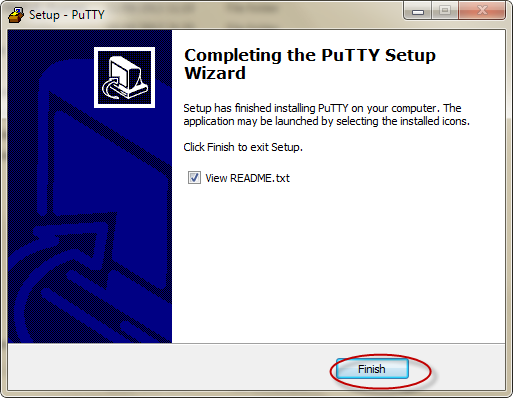 Setup - PuTTY
Completing the PuTTY Setup
Wizard
Setup has finished installing PuTTY on your computer. The
application may be launched by selecting the installed icons.
Click Finish to exit Setup.
View README.txt
Finish